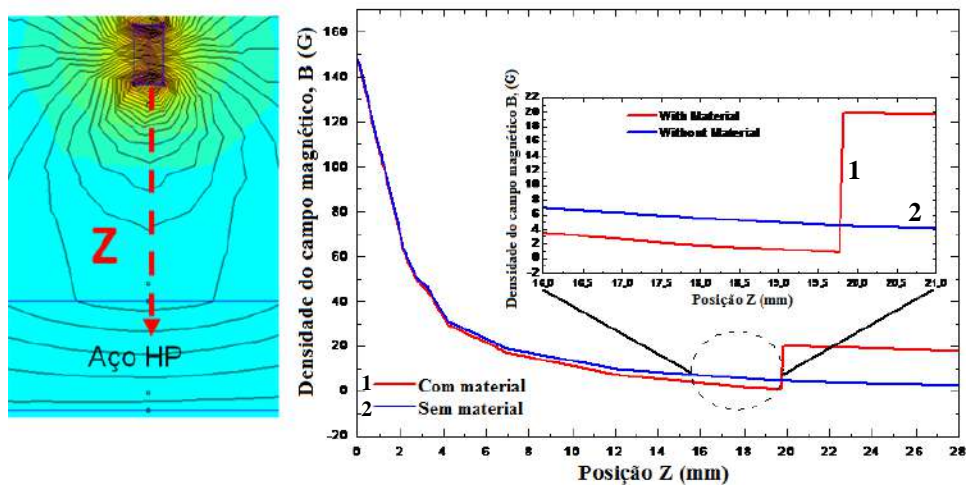 Z
Aço HP
Densidade do campo magnético, B (G)
160
140
120
100
80
60
40
20
0
-20
0 2 4 6 8 10 12 14 16 18 20 22 24 26 28
Posição Z (mm)
1 Com material
2 Sem material
Densidade do campo magnético B, (G)
22
20
18
16
14
12
10
8
6
4
2
0
-2
With Material
Without Material
1
2
16,0 16,5 17,0 17,5 18,0 18,5 19,0 19,5 20,0 20,5 21,0
Posição Z (mm)